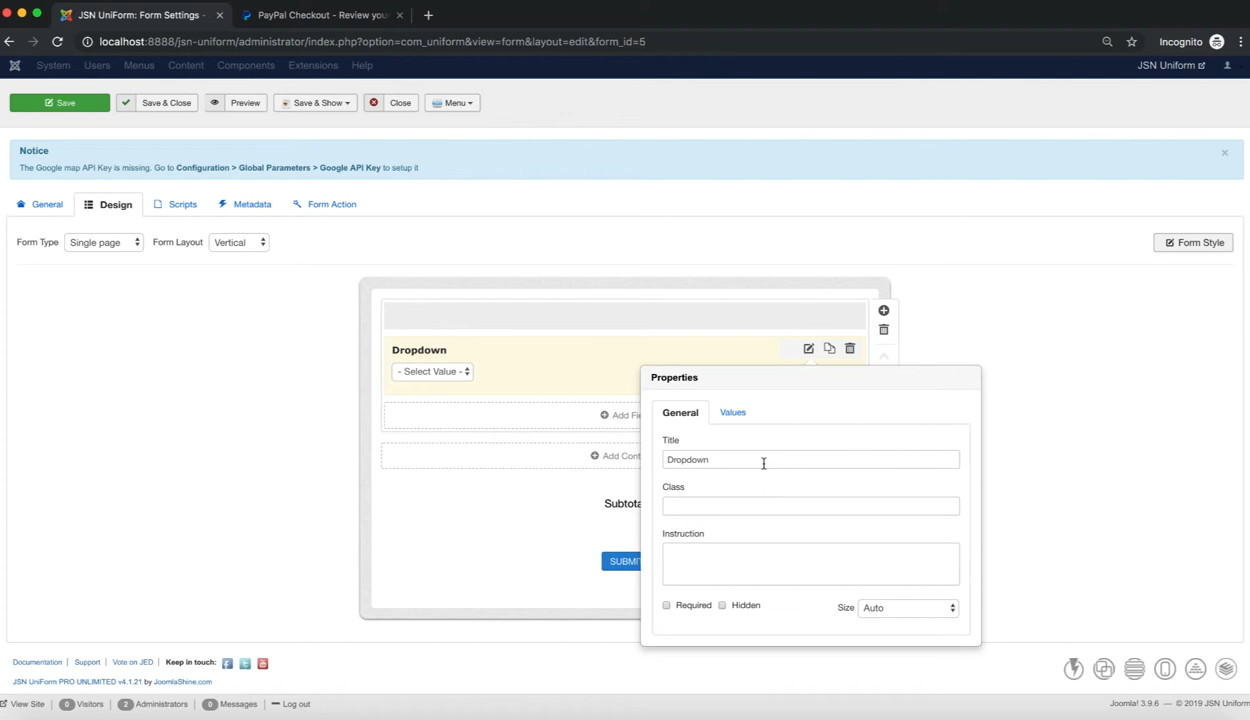 JSN UniForm: Form Settings -
PayPal Checkout - Review you
localhost:8888/jsn-uniform/administrator/index.php?option=com_uniform&view=form&layout=edit&form_id=5
Incognito
System Users Menus Content Components Extensions Help
JSN Uniform
Save
Save & Close
Preview
Save & Show
Close
Menu
Notice
The Google map API Key is missing. Go to Configuration > Global Parameters > Google API Key to setup it
General
Design
Scripts
Metadata
Form Action
Form Type Single page Form Layout Vertical
Form Style
Dropdown
- Select Value -
Properties
General Values
Add Fie
Title
Dropdown
Add Cont
Class
Subtota
Instruction
SUBMI
Required Hidden Size Auto
Documentation | Support | Vote on JED | Keep in touch:
JSN UniForm PRO UNLIMITED v4.1.21 by JoomlaShine.com
View Site 0 Visitors 2 Administrators 0 Messages Log out
Joomla! 3.9.6 — © 2019 JSN Uniform